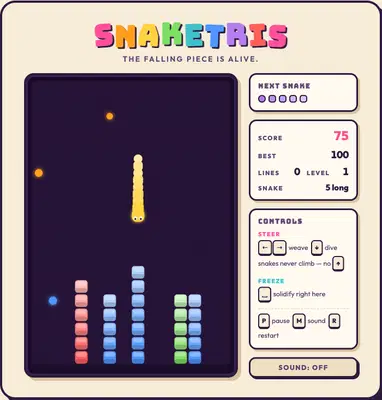 SNAKETRIS
THE FALLING PIECE IS ALIVE.
NEXT SNAKE
SCORE 75
BEST 100
LINES 0 LEVEL 1
SNAKE 5 long
CONTROLS
STEER
← → weave ↓ dive
snakes never climb — no ↑
FREEZE
␣ solidify right here
P pause M sound R
restart
SOUND: OFF